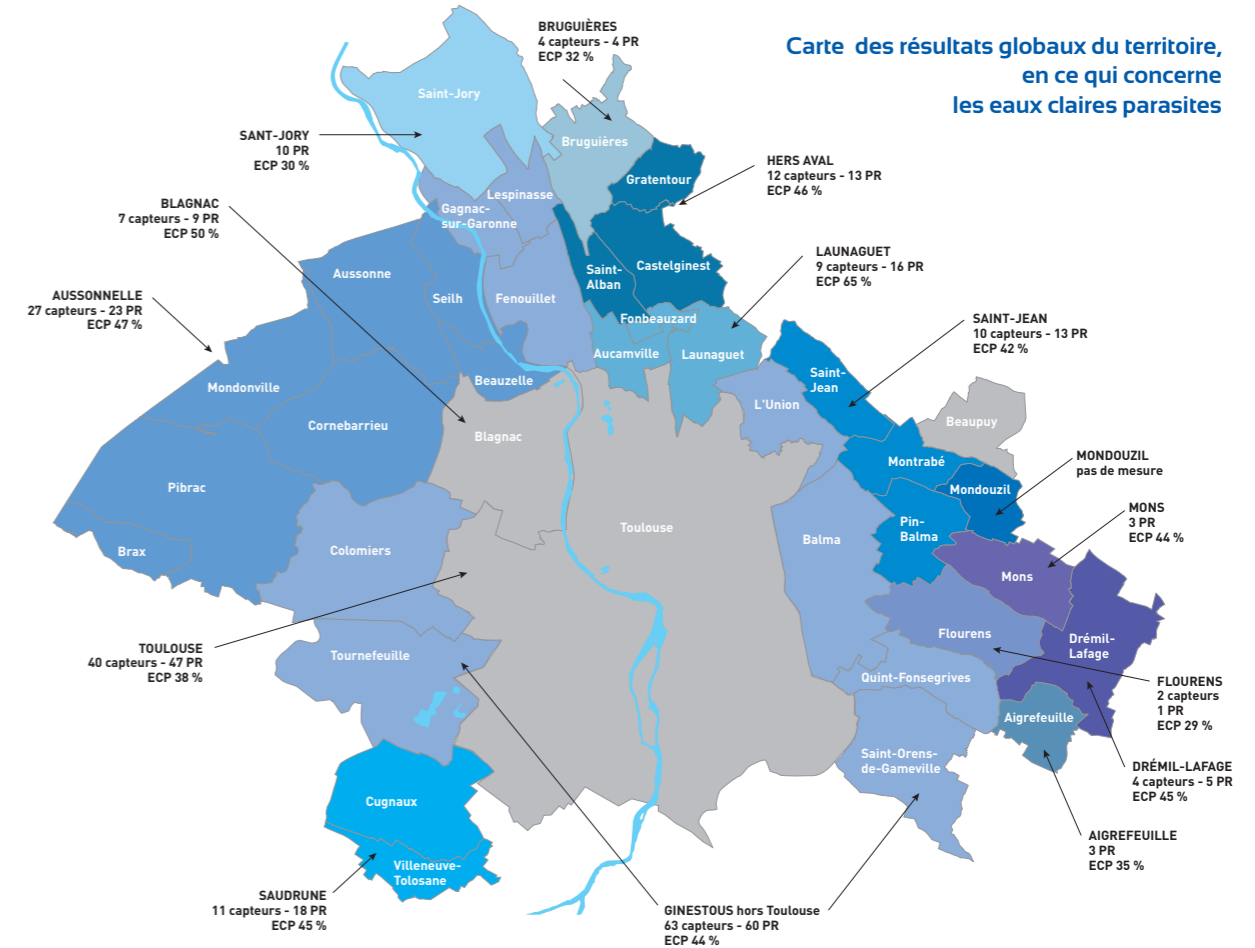 Carte des résultats globaux du territoire,
en ce qui concerne
les eaux claires parasites
BRUGUIÈRES
4 capteurs - 4 PR
ECP 32 %
SANT-JORY
10 PR
ECP 30 %
HERS AVAL
12 capteurs - 13 PR
ECP 46 %
BLAGNAC
7 capteurs - 9 PR
ECP 50 %
LAUNAGUET
9 capteurs - 16 PR
ECP 65 %
AUSSONNELLE
27 capteurs - 23 PR
ECP 47 %
SAINT-JEAN
10 capteurs - 13 PR
ECP 42 %
MONDOUZIL
pas de mesure
MONS
3 PR
ECP 44 %
TOULOUSE
40 capteurs - 47 PR
ECP 38 %
FLOURENS
2 capteurs
1 PR
ECP 29 %
DRÉMIL-LAFAGE
4 capteurs - 5 PR
ECP 45 %
AIGREFEUILLE
3 PR
ECP 35 %
SAUDRUNE
11 capteurs - 18 PR
ECP 45 %
GINESTOUS hors Toulouse
63 capteurs - 60 PR
ECP 44 %
Saint-Jory
Bruguières
Gratentour
Lespinasse
Gagnac-
sur-Garonne
Castelginest
Saint-
Alban
Aussonne
Seilh
Fenouillet
Fonbeauzard
Aucamville
Launaguet
Saint-
Jean
Beauzelle
Mondonville
L'Union
Beaupuy
Cornebarrieu
Blagnac
Montrabé
Mondouzil
Pibrac
Pin-
Balma
Toulouse
Balma
Brax
Colomiers
Mons
Flourens
Drémil-
Lafage
Tournefeuille
Quint-Fonsegrives
Aigrefeuille
Saint-Orens-
de-Gameville
Cugnaux
Villeneuve-
Tolosane